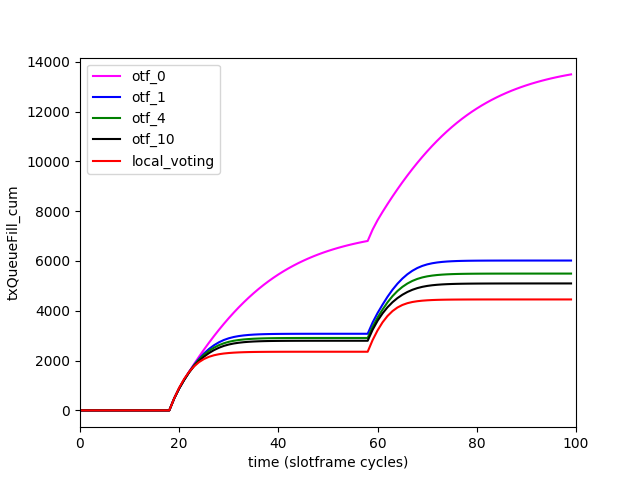 14000
12000
10000
8000
6000
4000
2000
0
txQueueFill_cum
otf_0
otf_1
otf_4
otf_10
local_voting
0 20 40 60 80 100
time (slotframe cycles)